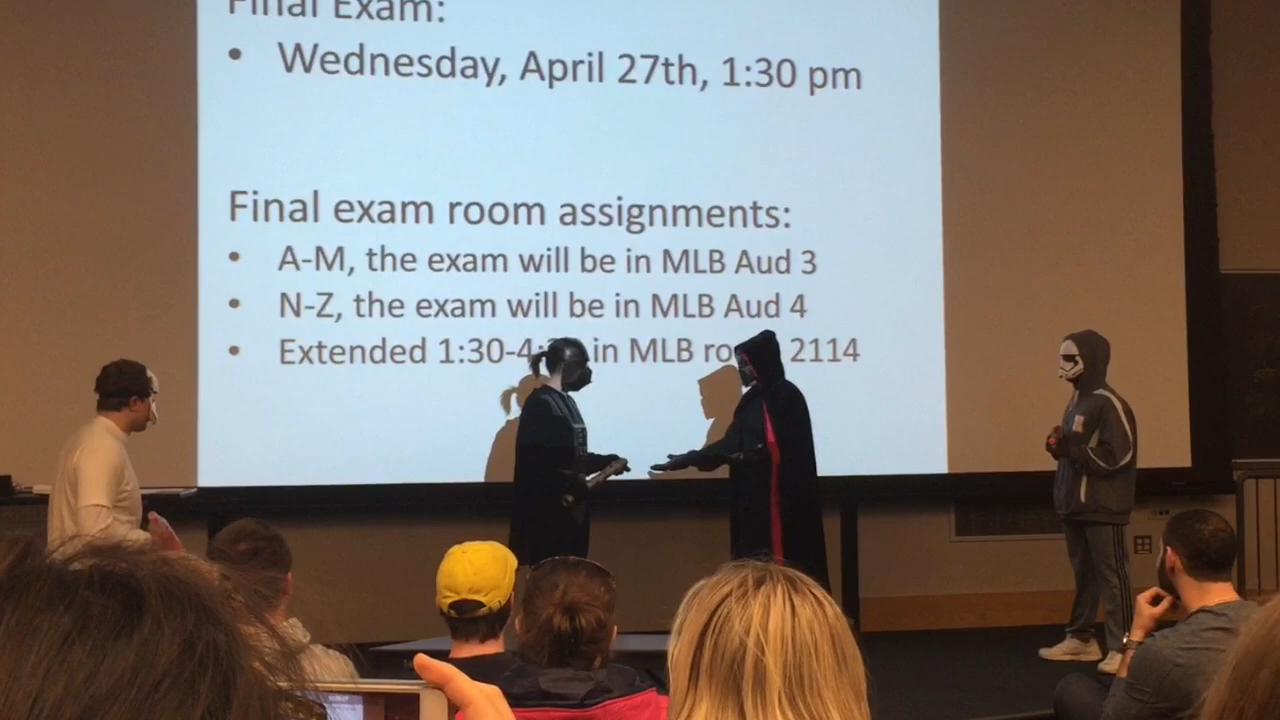 Final Exam:
• Wednesday, April 27th, 1:30 pm
Final exam room assignments:
• A-M, the exam will be in MLB Aud 3
• N-Z, the exam will be in MLB Aud 4
• Extended 1:30-4: in MLB 2114